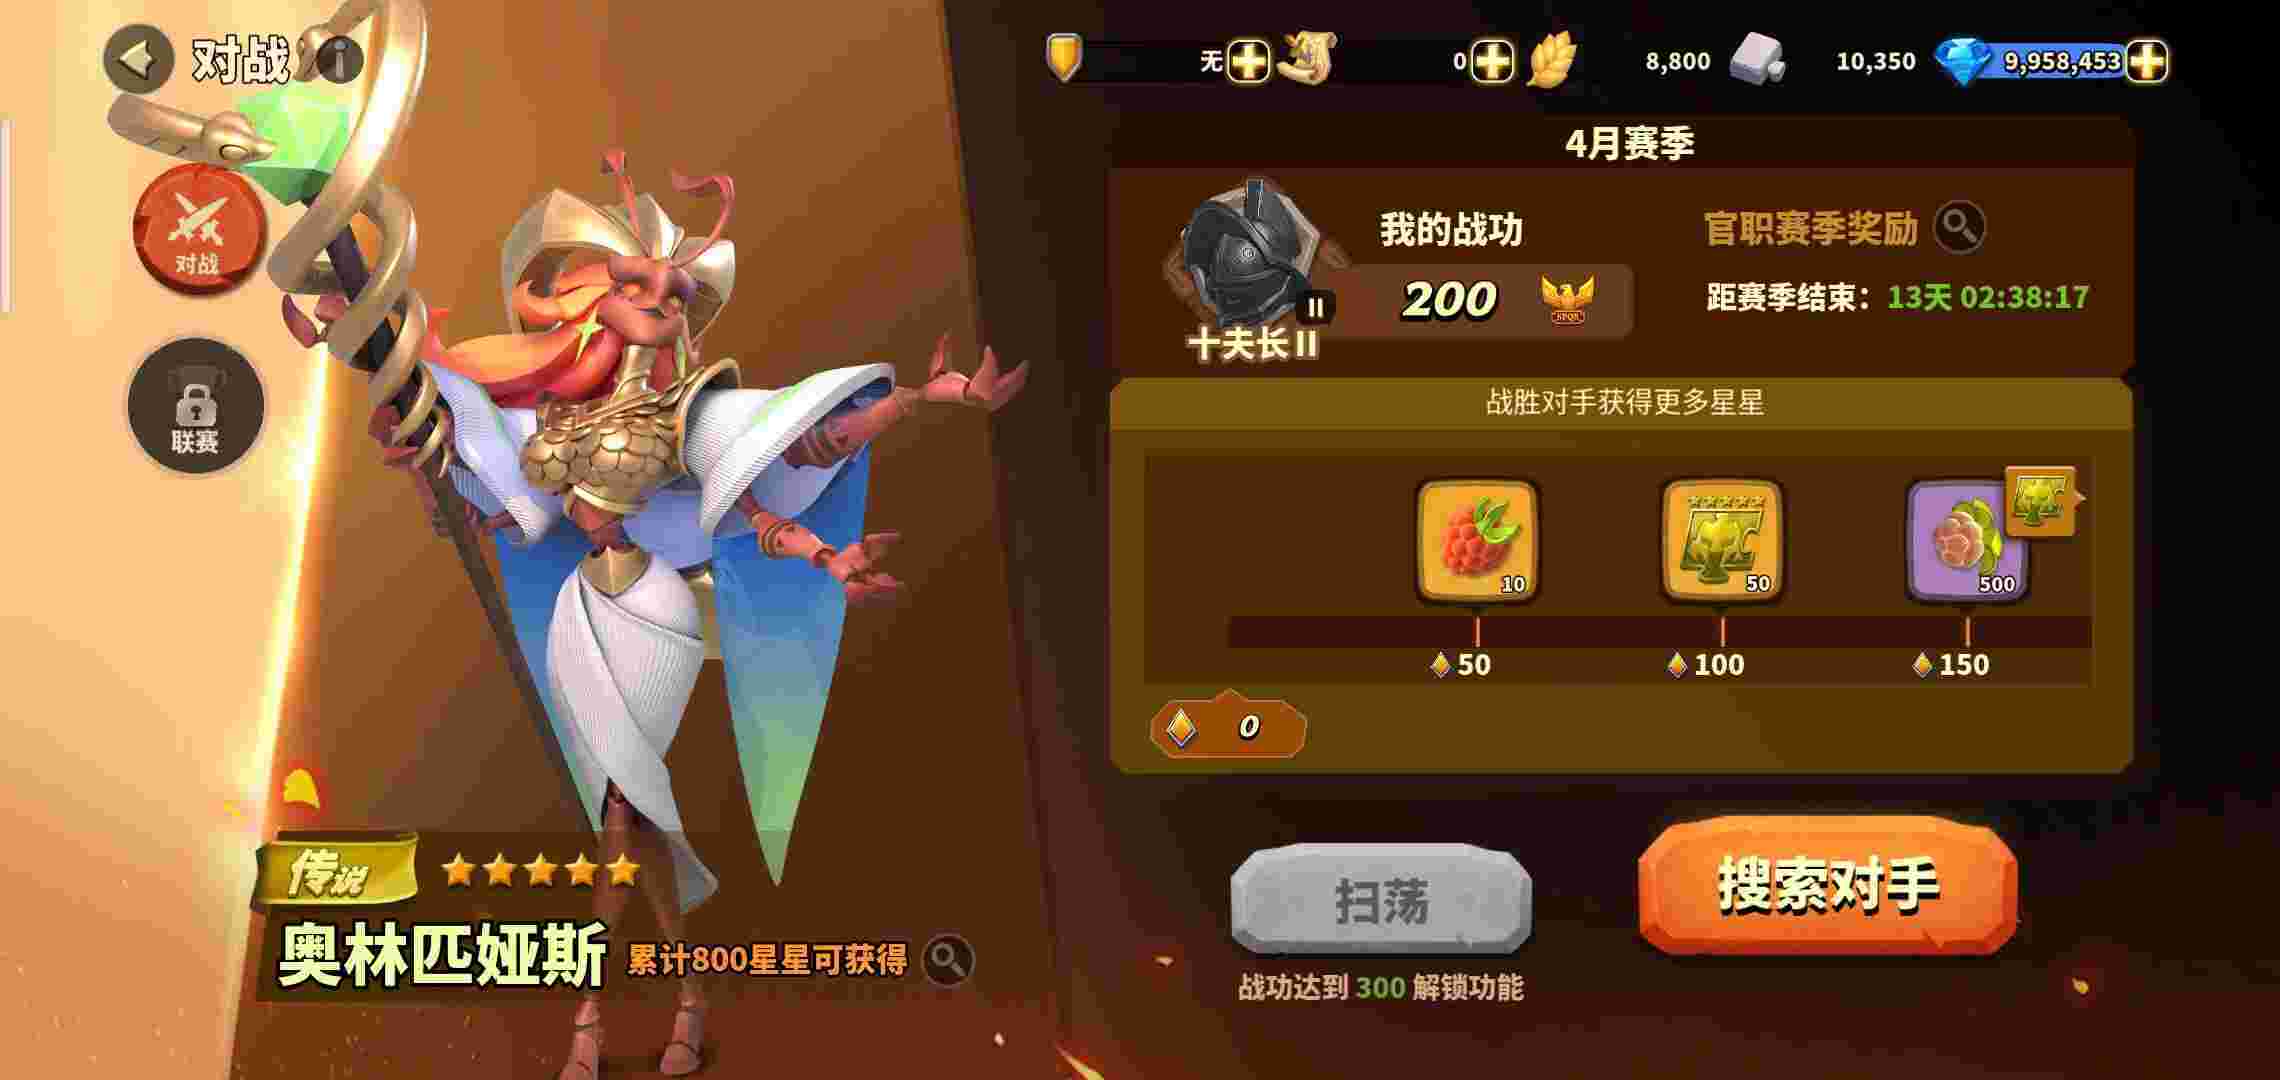 对战
无
0
8,800
10,350
9,958,453
对战
联赛
4月赛季
我的战功
200
SPQR
II
十夫长II
官职赛季奖励
距赛季结束：13天 02:38:17
战胜对手获得更多星星
10
50
500
50
100
150
0
传说
奥林匹娅斯
累计800星星可获得
扫荡
战功达到 300 解锁功能
搜索对手